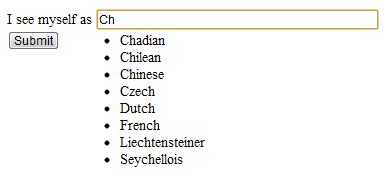 I see myself as Ch
Submit
• Chadian
• Chilean
• Chinese
• Czech
• Dutch
• French
• Liechtensteiner
• Seychellois